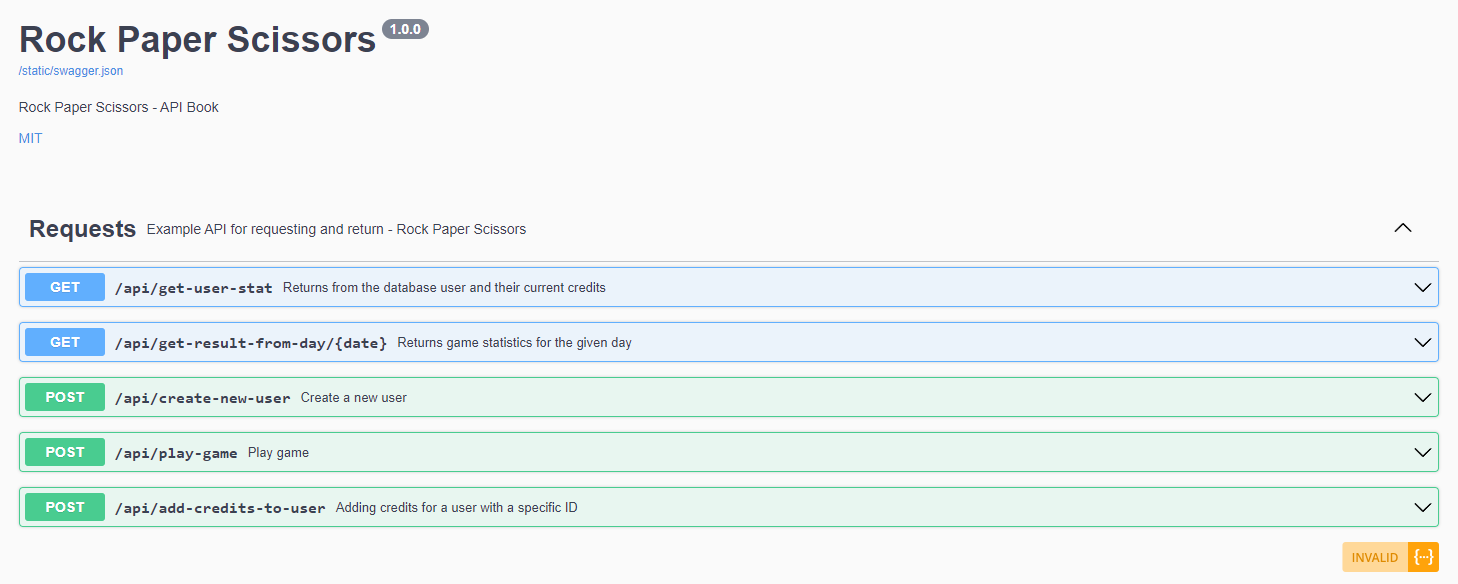 Rock Paper Scissors 1.0.0
/static/swagger.json
Rock Paper Scissors - API Book
MIT
Requests Example API for requesting and return - Rock Paper Scissors
GET /api/get-user-stat Returns from the database user and their current credits
GET /api/get-result-from-day/{date} Returns game statistics for the given day
POST /api/create-new-user Create a new user
POST /api/play-game Play game
POST /api/add-credits-to-user Adding credits for a user with a specific ID
INVALID {···}